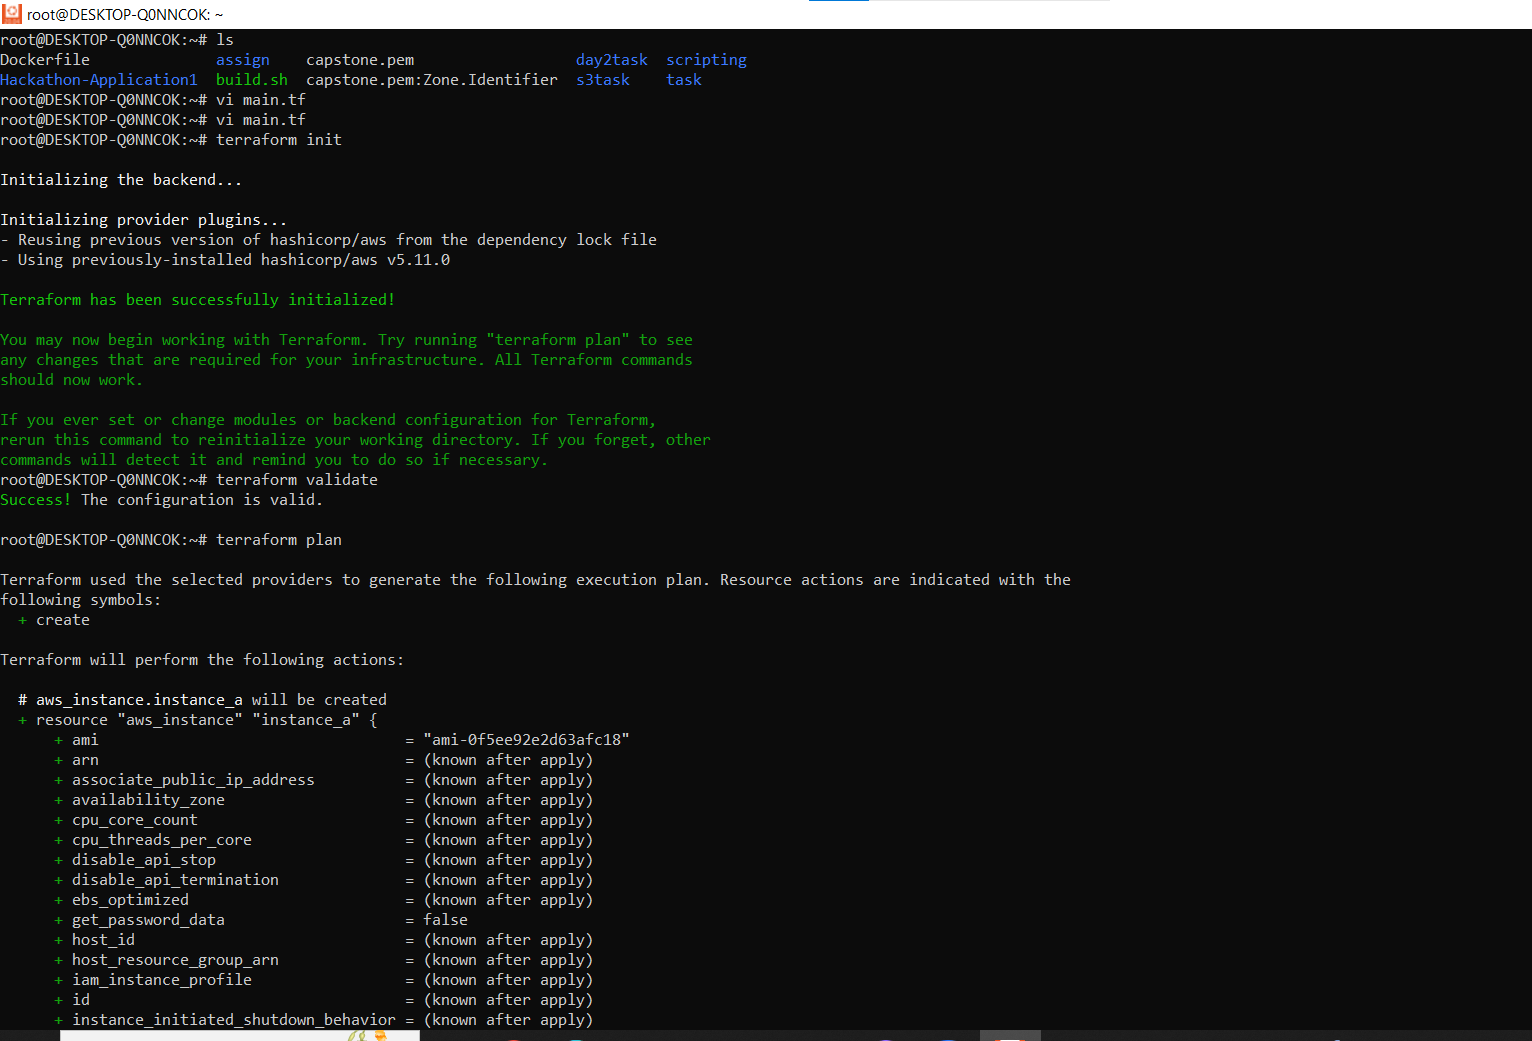 root@DESKTOP-Q0NNCOK: ~
root@DESKTOP-Q0NNCOK:~# ls
Dockerfile              assign    capstone.pem                  day2task  scripting
Hackathon-Application1  build.sh  capstone.pem:Zone.Identifier  s3task    task
root@DESKTOP-Q0NNCOK:~# vi main.tf
root@DESKTOP-Q0NNCOK:~# vi main.tf
root@DESKTOP-Q0NNCOK:~# terraform init
Initializing the backend...
Initializing provider plugins...
- Reusing previous version of hashicorp/aws from the dependency lock file
- Using previously-installed hashicorp/aws v5.11.0
Terraform has been successfully initialized!
You may now begin working with Terraform. Try running "terraform plan" to see
any changes that are required for your infrastructure. All Terraform commands
should now work.
If you ever set or change modules or backend configuration for Terraform,
rerun this command to reinitialize your working directory. If you forget, other
commands will detect it and remind you to do so if necessary.
root@DESKTOP-Q0NNCOK:~# terraform validate
Success! The configuration is valid.
root@DESKTOP-Q0NNCOK:~# terraform plan
Terraform used the selected providers to generate the following execution plan. Resource actions are indicated with the
following symbols:
  + create
Terraform will perform the following actions:
  # aws_instance.instance_a will be created
  + resource "aws_instance" "instance_a" {
      + ami                                  = "ami-0f5ee92e2d63afc18"
      + arn                                  = (known after apply)
      + associate_public_ip_address          = (known after apply)
      + availability_zone                    = (known after apply)
      + cpu_core_count                       = (known after apply)
      + cpu_threads_per_core                 = (known after apply)
      + disable_api_stop                     = (known after apply)
      + disable_api_termination              = (known after apply)
      + ebs_optimized                        = (known after apply)
      + get_password_data                    = false
      + host_id                              = (known after apply)
      + host_resource_group_arn              = (known after apply)
      + iam_instance_profile                 = (known after apply)
      + id                                   = (known after apply)
      + instance_initiated_shutdown_behavior = (known after apply)